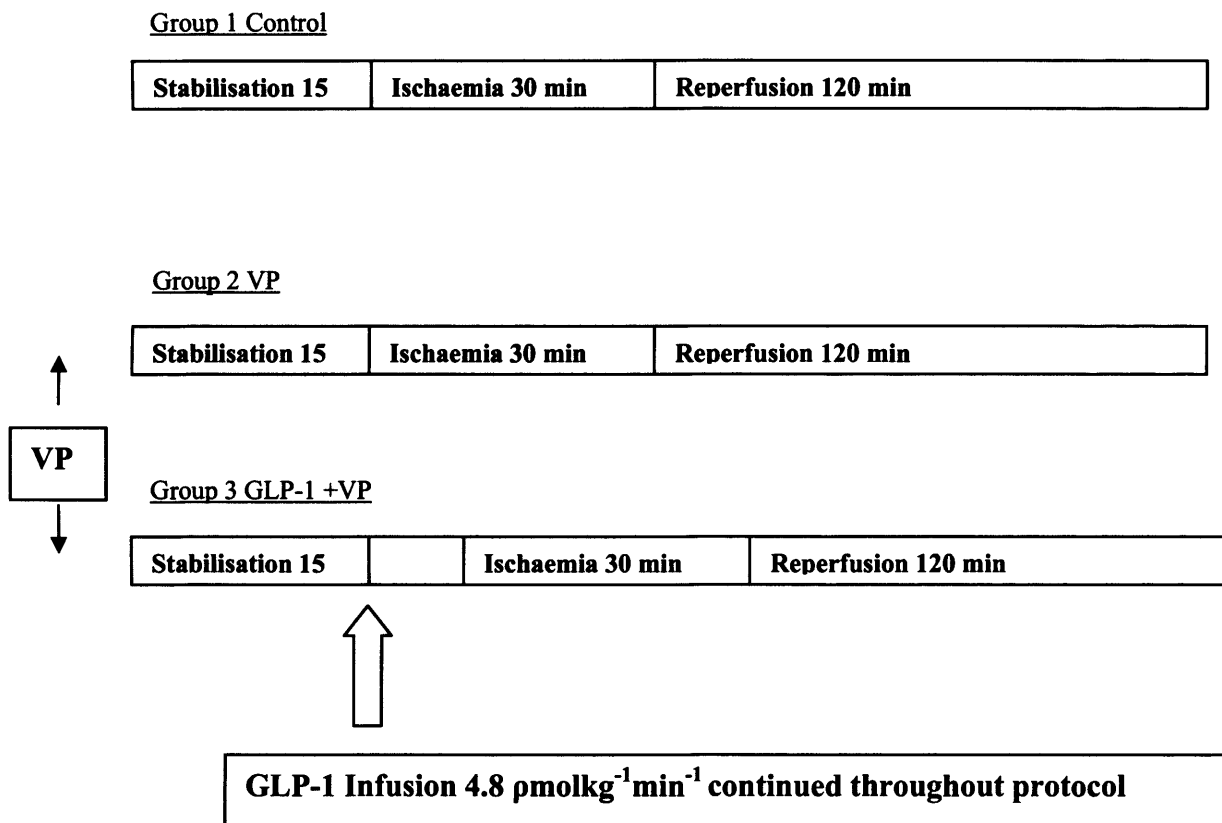 Group 1 Control
Stabilisation 15 Ischaemia 30 min Reperfusion 120 min
Group 2 VP
Stabilisation 15 Ischaemia 30 min Reperfusion 120 min
VP
Group 3 GLP-1 +VP
Stabilisation 15 Ischaemia 30 min Reperfusion 120 min
GLP-1 Infusion 4.8 ρmolkg⁻¹min⁻¹ continued throughout protocol